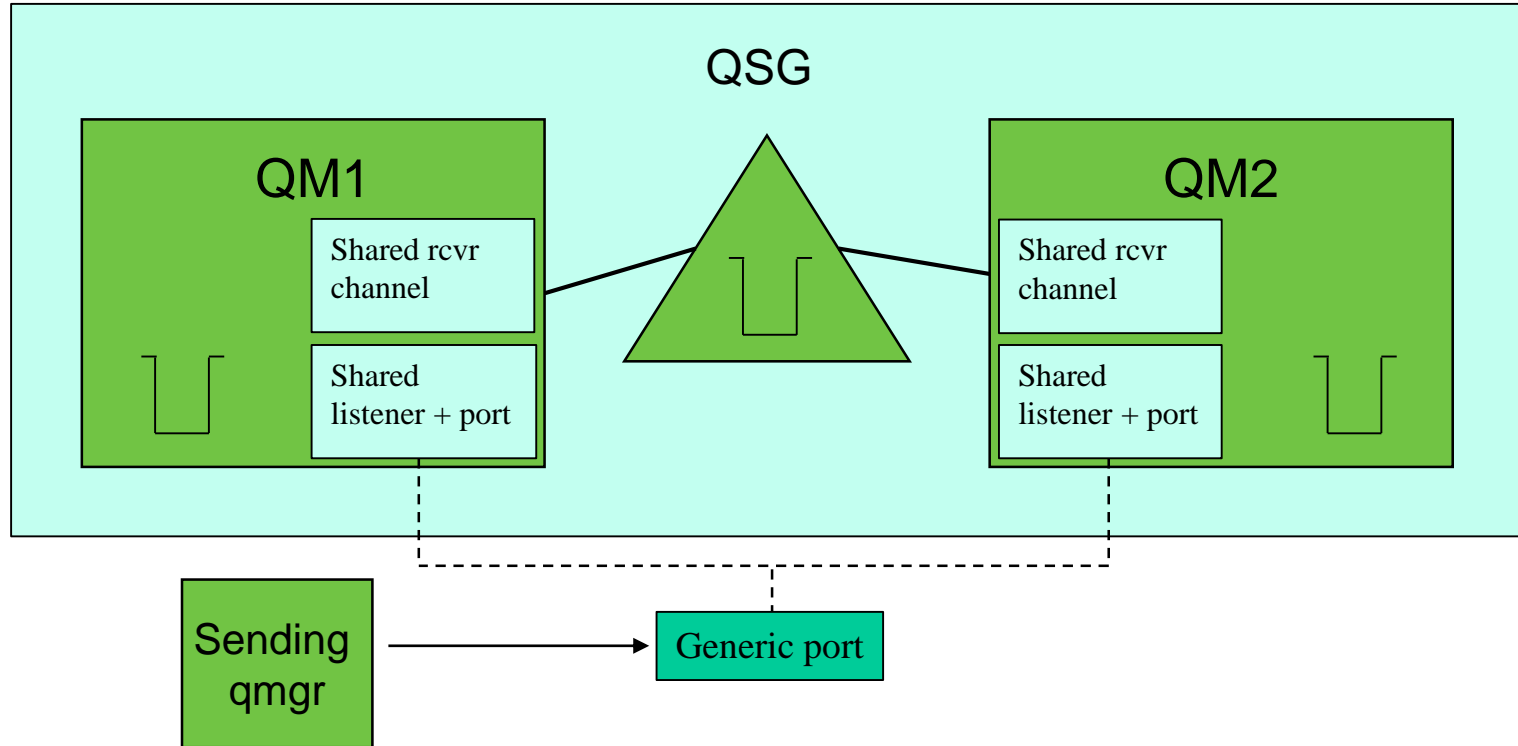 QSG
QM1
Shared rcvr
channel
Shared
listener + port
QM2
Shared rcvr
channel
Shared
listener + port
Sending
qmgr
Generic port